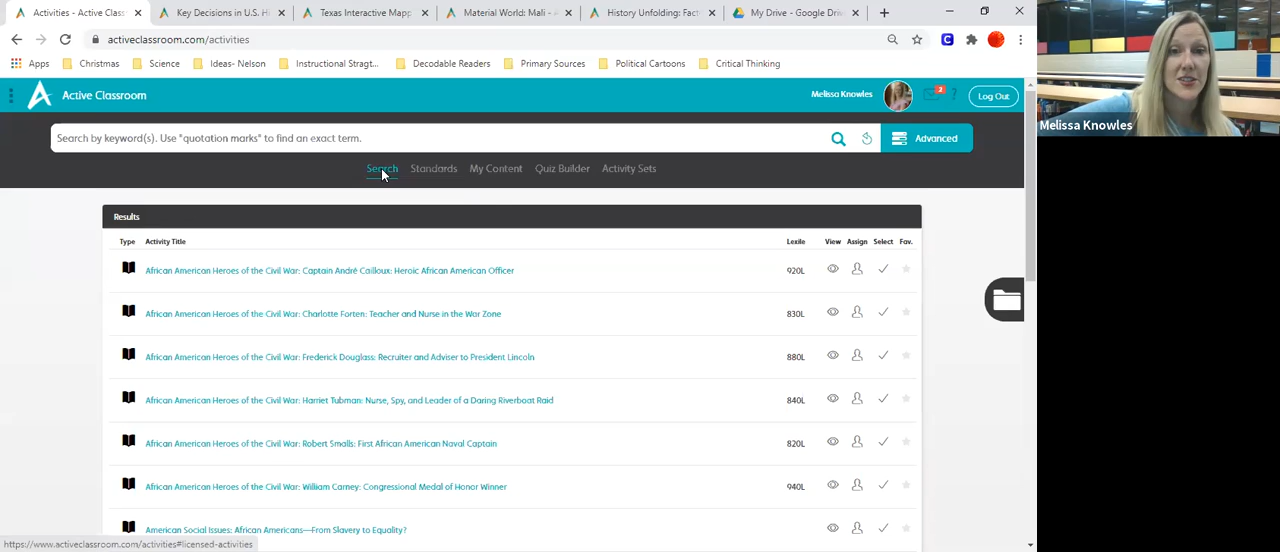 Activities - Active Classr
Key Decisions in U.S. Hi
Texas Interactive Mapp
Material World: Mali - A
History Unfolding: Fact
My Drive - Google Driv
activeclassroom.com/activities
Apps
Christmas
Science
Ideas- Nelson
Instructional Stragt...
Decodable Readers
Primary Sources
Political Cartoons
Critical Thinking
Active Classroom
Melissa Knowles
3
?
Log Out
Search by keyword(s). Use "quotation marks" to find an exact term.
Advanced
Search Standards My Content Quiz Builder Activity Sets
Results
Type Activity Title Lexile View Assign Select Fav.
African American Heroes of the Civil War: Captain André Cailloux: Heroic African American Officer 920L
African American Heroes of the Civil War: Charlotte Forten: Teacher and Nurse in the War Zone 830L
African American Heroes of the Civil War: Frederick Douglass: Recruiter and Adviser to President Lincoln 880L
African American Heroes of the Civil War: Harriet Tubman: Nurse, Spy, and Leader of a Daring Riverboat Raid 840L
African American Heroes of the Civil War: Robert Smalls: First African American Naval Captain 820L
African American Heroes of the Civil War: William Carney: Congressional Medal of Honor Winner 940L
American Social Issues: African Americans—From Slavery to Equality?
https://www.activeclassroom.com/activities#licensed-activities
Melissa Knowles